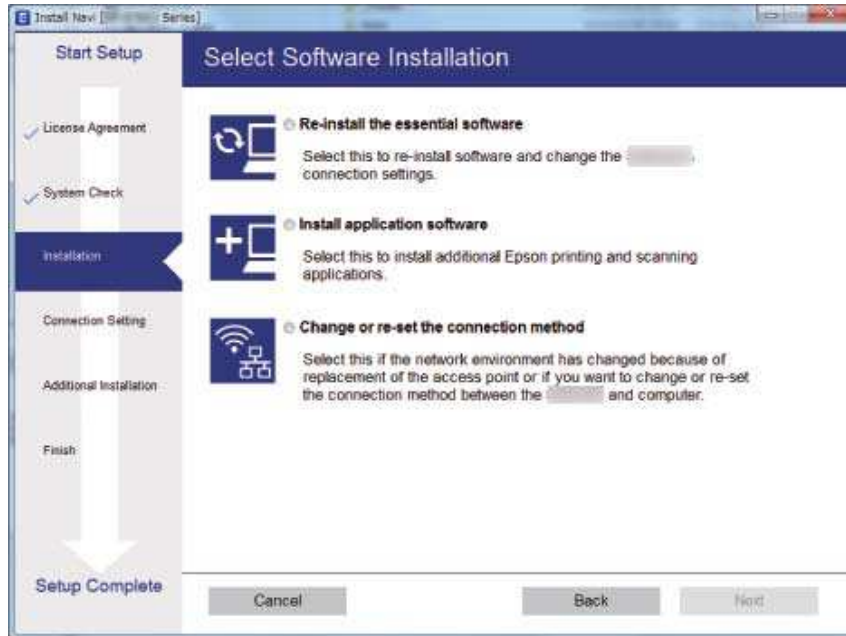 Install Navi [ Series]
Start Setup
Select Software Installation
License Agreement
System Check
Installation
Connection Setting
Additional Installation
Finish
Setup Complete
Re-install the essential software
Select this to re-install software and change the
connection settings.
Install application software
Select this to install additional Epson printing and scanning
applications.
Change or re-set the connection method
Select this if the network environment has changed because of
replacement of the access point or if you want to change or re-set
the connection method between the and computer.
Cancel
Back
Next